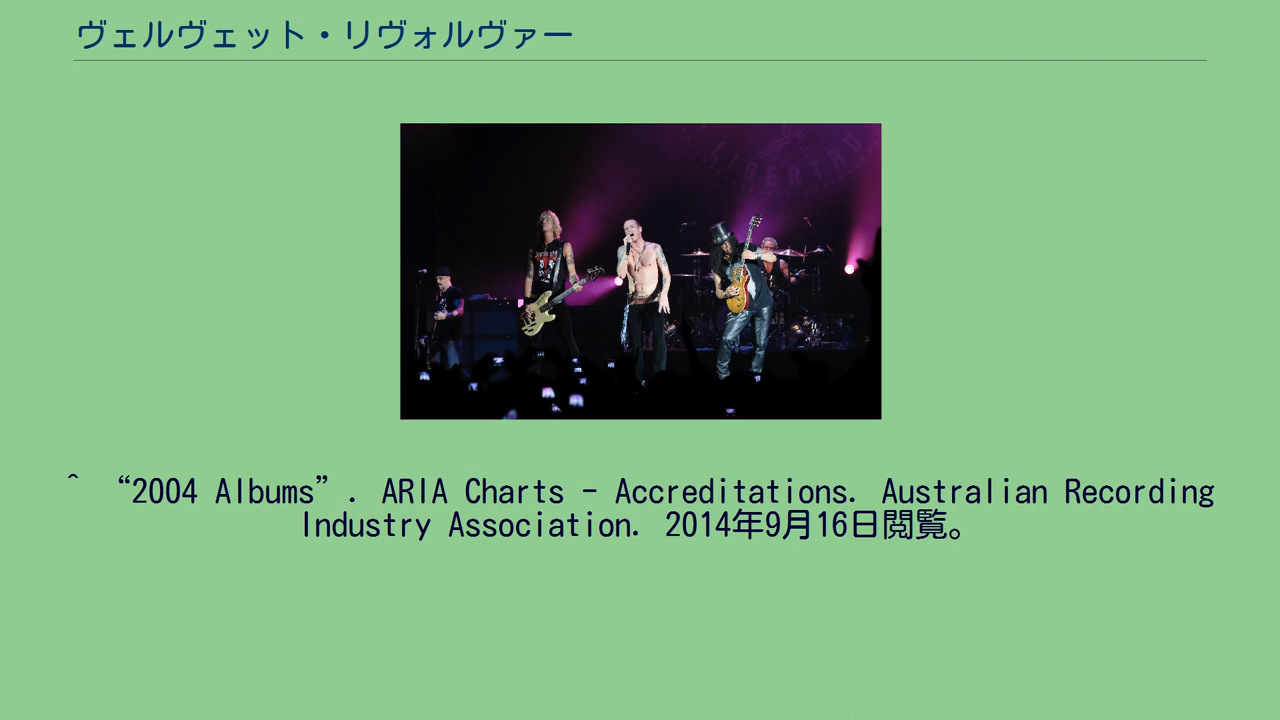 ヴェルヴェット・リヴォルヴァー
LIBERTAD
^ “2004 Albums”. ARIA Charts - Accreditations. Australian Recording
Industry Association. 2014年9月16日閲覧。